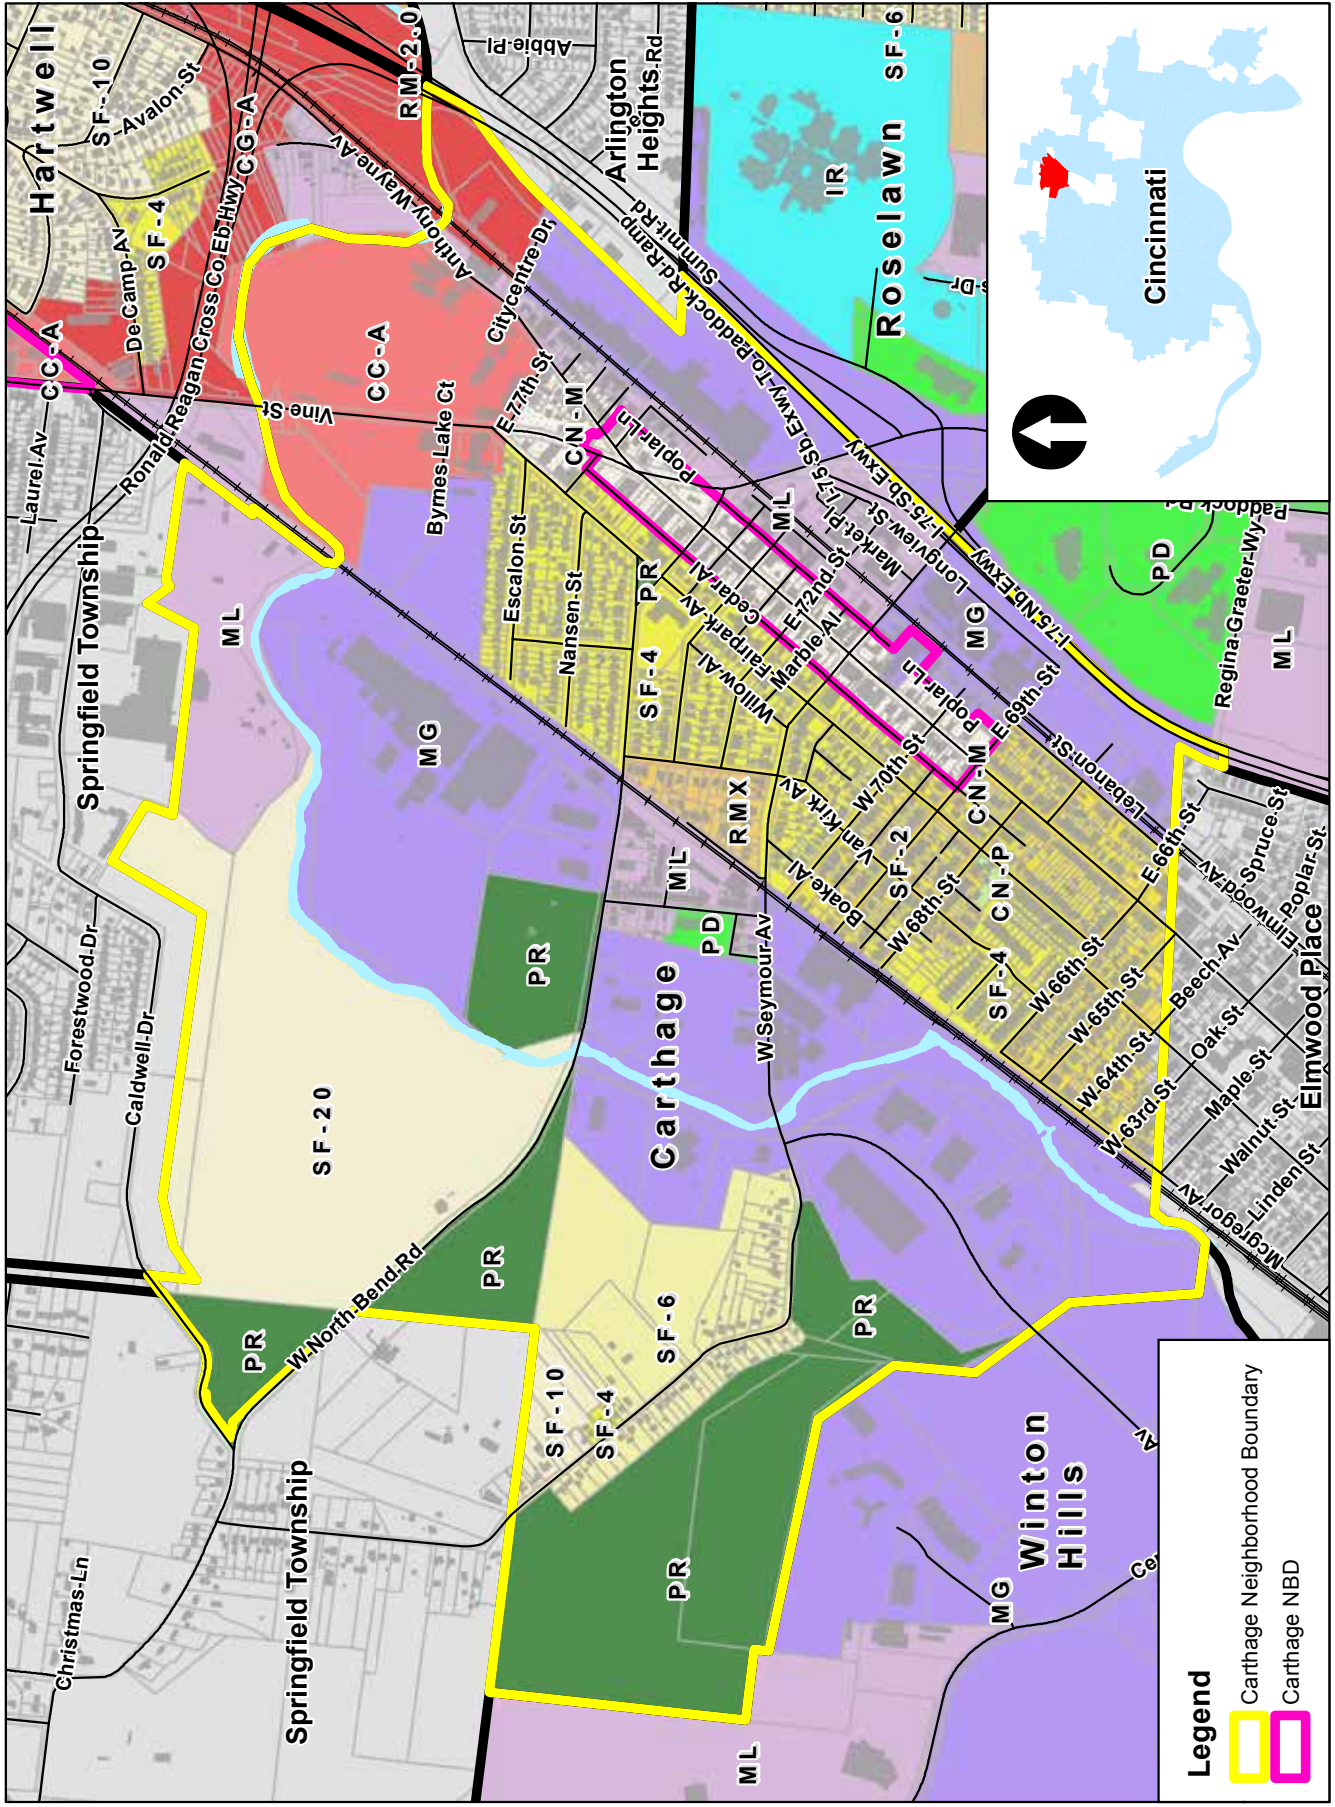 Springfield Township
Christmas-Ln
Springfield Township
Forestwood-Dr
Caldwell-Dr
Laurel-Av
Hartwell
SF-10
Avalon-St
De-Camp-Av
SF-4
CC-A
Ronald-Reagan-Cross-Co-Eb-Hwy
CG-A
RM-2.0
Abbie-Pl
Arlington
Heights
Rd
PR
W-North-Bend-Rd
SF-20
ML
MG
Vine-St
CC-A
Byrnes-Lake Ct
Anthony-Wayne-Av
Citycentre-Dr
Summit-Rd
I-75-Sb-Exwy-To-Paddock-Rd-Ramp
IR
SF-6
Roselawn
s-Dr
PR
PR
Escalon-St
Nansen-St
E-77th-St
CN-M
Poplar-Ln
SF-10
SF-4
SF-6
Carthage
PD
ML
RMX
SF-4
PR
Fairpark-Av
Willow-Al
Cedar-Al
E-72nd-St
Marble-Al
ML
Market-Pl
Longview-St
I-75-Sb-Exwy
I-75-Nb-Exwy
PR
PR
W-Seymour-Av
Boake-Al
Van-Kirk-Av
W-70th-St
SF-2
W-68th-St
CN-M
Poplar-Ln
E-69th-St
MG
Lebanon-St
PD
Paddock-Rd
Regina-Graeter-Wy
ML
ML
MG
Winton
Hills
Cen
Av
SF-4
CN-P
W-66th-St
W-65th-St
W-64th-St
W-63rd-St
E-66th-St
Mcgregor-Av
Linden-St
Walnut-St
Maple-St
Oak-St
Beech-Av
Elmwood-Av
Spruce-St
E-Poplar-St
Elmwood Place
Elmwood
Cincinnati
Legend
Carthage Neighborhood Boundary
Carthage NBD